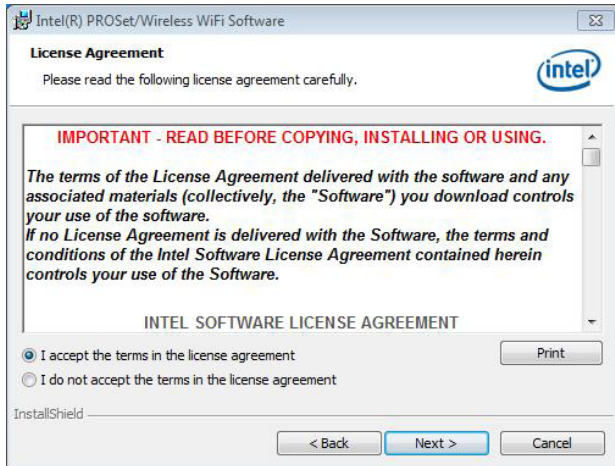 Intel(R) PROSet/Wireless WiFi Software
License Agreement
Please read the following license agreement carefully.
intel
IMPORTANT - READ BEFORE COPYING, INSTALLING OR USING.
The terms of the License Agreement delivered with the software and any
associated materials (collectively, the "Software") you download controls
your use of the software.
If no License Agreement is delivered with the Software, the terms and
conditions of the Intel Software License Agreement contained herein
controls your use of the Software.
INTEL SOFTWARE LICENSE AGREEMENT
I accept the terms in the license agreement
Print
I do not accept the terms in the license agreement
InstallShield
< Back
Next >
Cancel